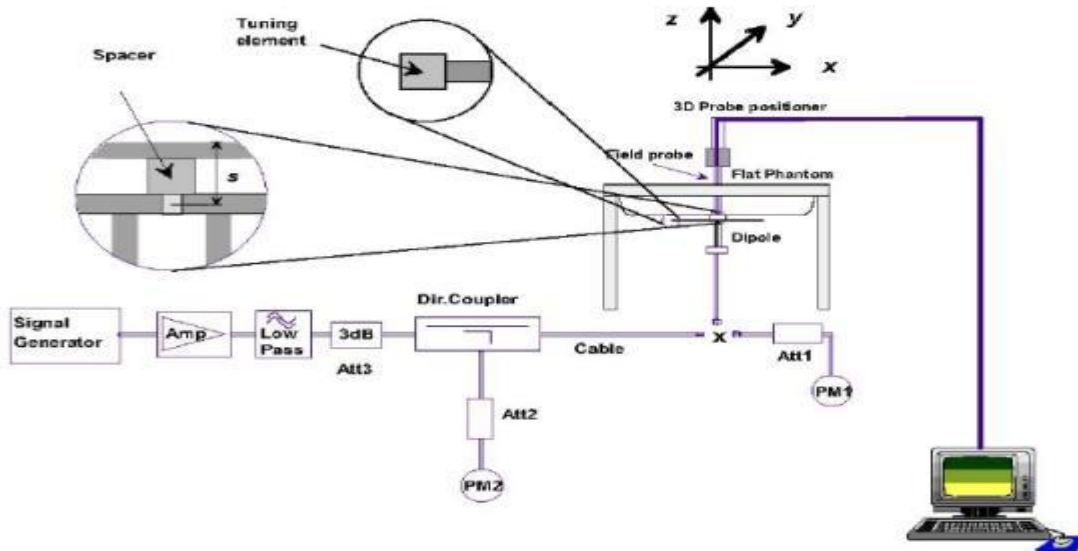 Tuning
element
z
y
x
Spacer
s
3D Probe positioner
Field probe
Flat Phantom
Dipole
Dir.Coupler
Signal
Generator
Amp
Low
Pass
3dB
Att3
Cable
x
Att1
PM1
Att2
PM2